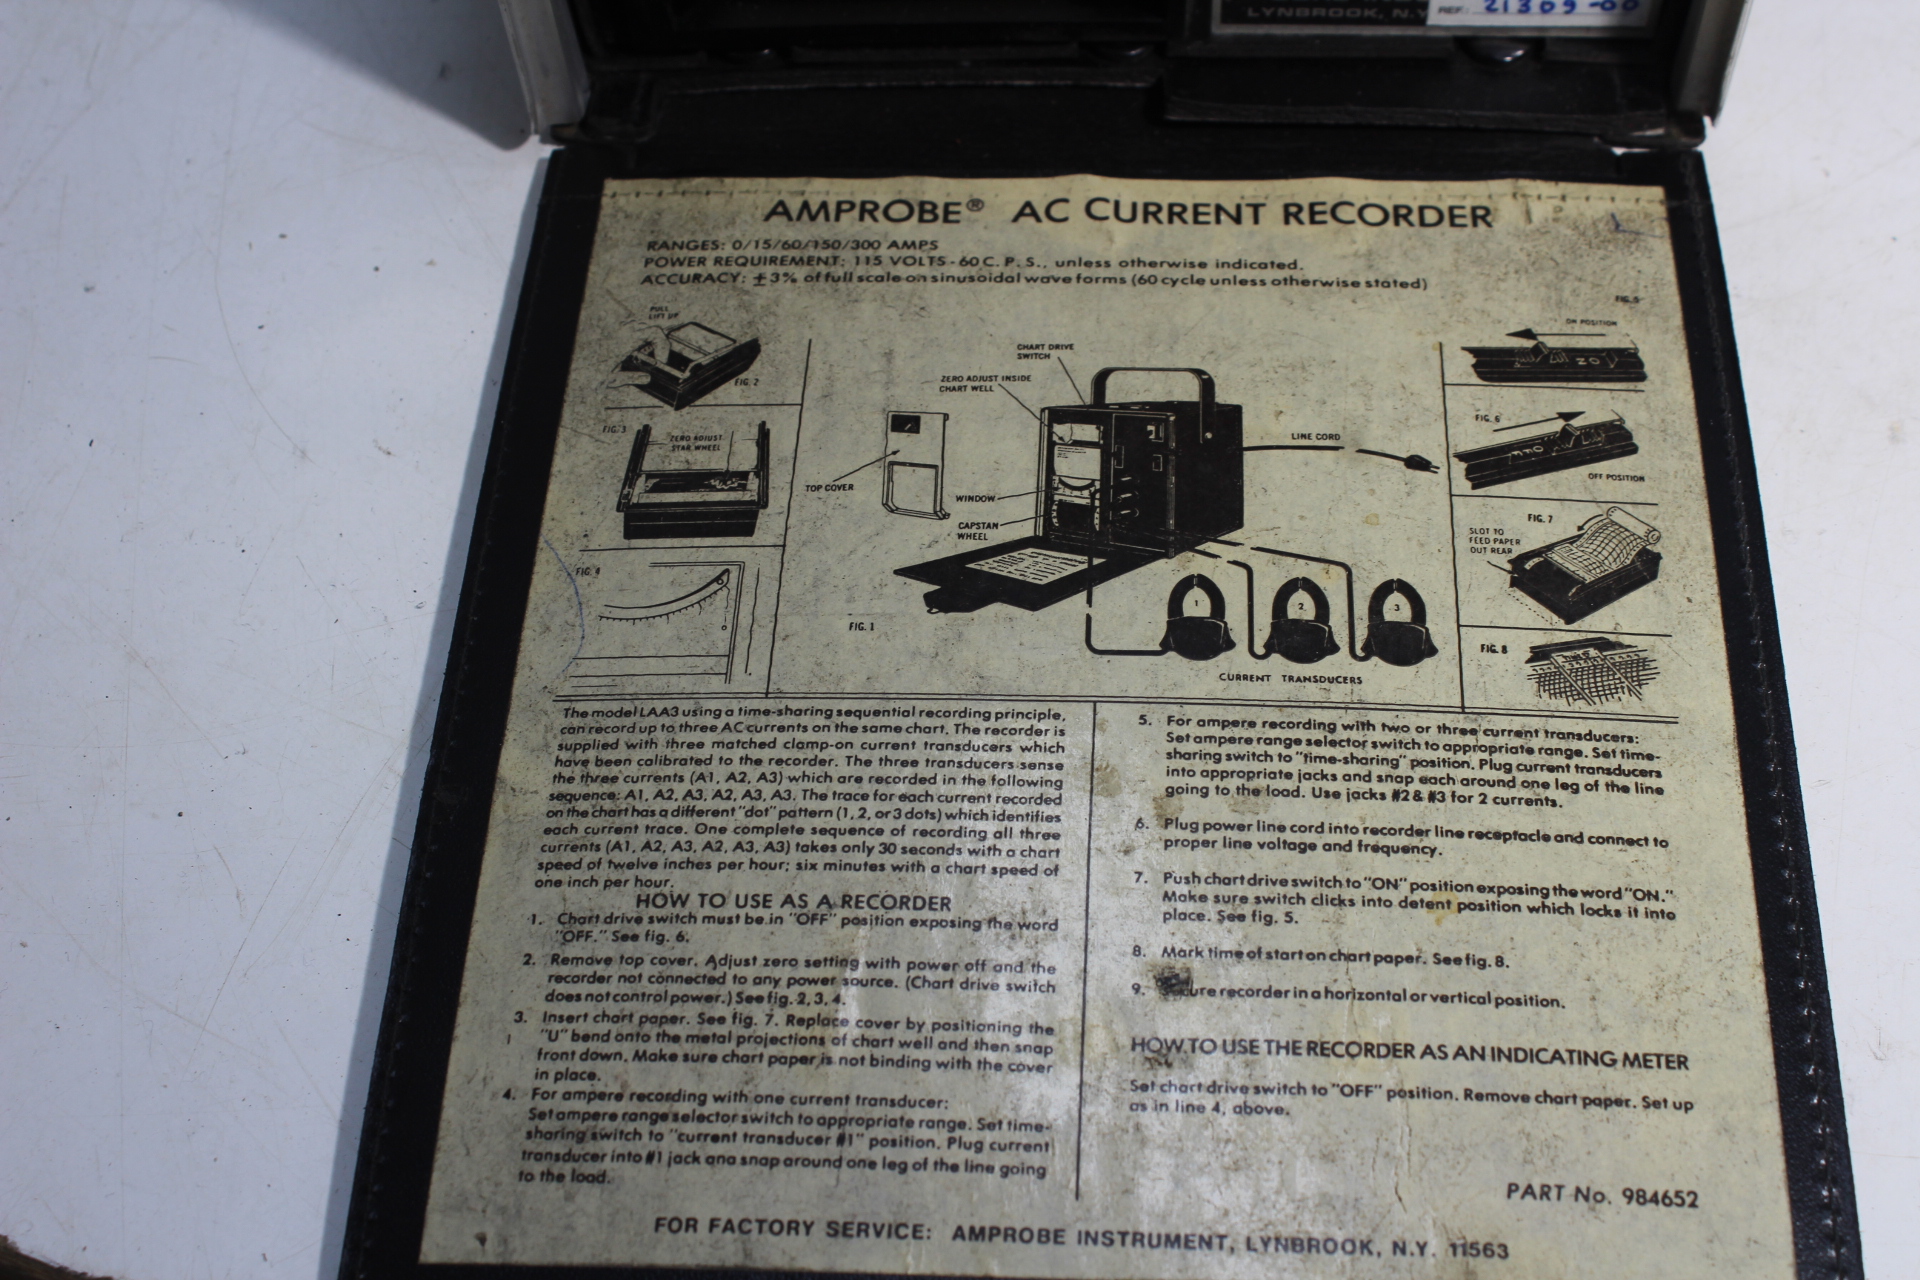 LYNBROOK, N.Y
REF.: 21309-00
AMPROBE® AC CURRENT RECORDER
RANGES: 0/15/60/150/300 AMPS
POWER REQUIREMENT: 115 VOLTS - 60 C. P. S., unless otherwise indicated.
ACCURACY: ±3% of full scale on sinusoidal wave forms (60 cycle unless otherwise stated)
PULL
LIFT UP
FIG. 2
FIG. 3
ZERO ADJUST
STAR WHEEL
FIG. 4
CHART DRIVE
SWITCH
ZERO ADJUST INSIDE
CHART WELL
TOP COVER
WINDOW
CAPSTAN
WHEEL
LINE CORD
FIG. 1
1
2
3
CURRENT TRANSDUCERS
FIG. 5
ON POSITION
ON
FIG. 6
OFF POSITION
FIG. 7
SLOT TO
FEED PAPER
OUT REAR
FIG. 8
The model LAA3 using a time-sharing sequential recording principle,
can record up to three AC currents on the same chart. The recorder is
supplied with three matched clamp-on current transducers which
have been calibrated to the recorder. The three transducers sense
the three currents (A1, A2, A3) which are recorded in the following
sequence: A1, A2, A3, A2, A3, A3. The trace for each current recorded
on the chart has a different "dot" pattern (1, 2, or 3 dots) which identifies
each current trace. One complete sequence of recording all three
currents (A1, A2, A3, A2, A3, A3) takes only 30 seconds with a chart
speed of twelve inches per hour; six minutes with a chart speed of
one inch per hour.
HOW TO USE AS A RECORDER
1. Chart drive switch must be in "OFF" position exposing the word
"OFF." See fig. 6.
2. Remove top cover. Adjust zero setting with power off and the
recorder not connected to any power source. (Chart drive switch
does not control power.) See fig. 2, 3, 4.
3. Insert chart paper. See fig. 7. Replace cover by positioning the
"U" bend onto the metal projections of chart well and then snap
front down. Make sure chart paper is not binding with the cover
in place.
4. For ampere recording with one current transducer:
Set ampere range selector switch to appropriate range. Set time-
sharing switch to "current transducer #1" position. Plug current
transducer into #1 jack and snap around one leg of the line going
to the load.
5. For ampere recording with two or three current transducers:
Set ampere range selector switch to appropriate range. Set time-
sharing switch to "time-sharing" position. Plug current transducers
into appropriate jacks and snap each around one leg of the line
going to the load. Use jacks #2 & #3 for 2 currents.
6. Plug power line cord into recorder line receptacle and connect to
proper line voltage and frequency.
7. Push chart drive switch to "ON" position exposing the word "ON."
Make sure switch clicks into detent position which locks it into
place. See fig. 5.
8. Mark time of start on chart paper. See fig. 8.
9. recorder in a horizontal or vertical position.
HOW TO USE THE RECORDER AS AN INDICATING METER
Set chart drive switch to "OFF" position. Remove chart paper. Set up
as in line 4, above.
PART No. 984652
FOR FACTORY SERVICE: AMPROBE INSTRUMENT, LYNBROOK, N.Y. 11563